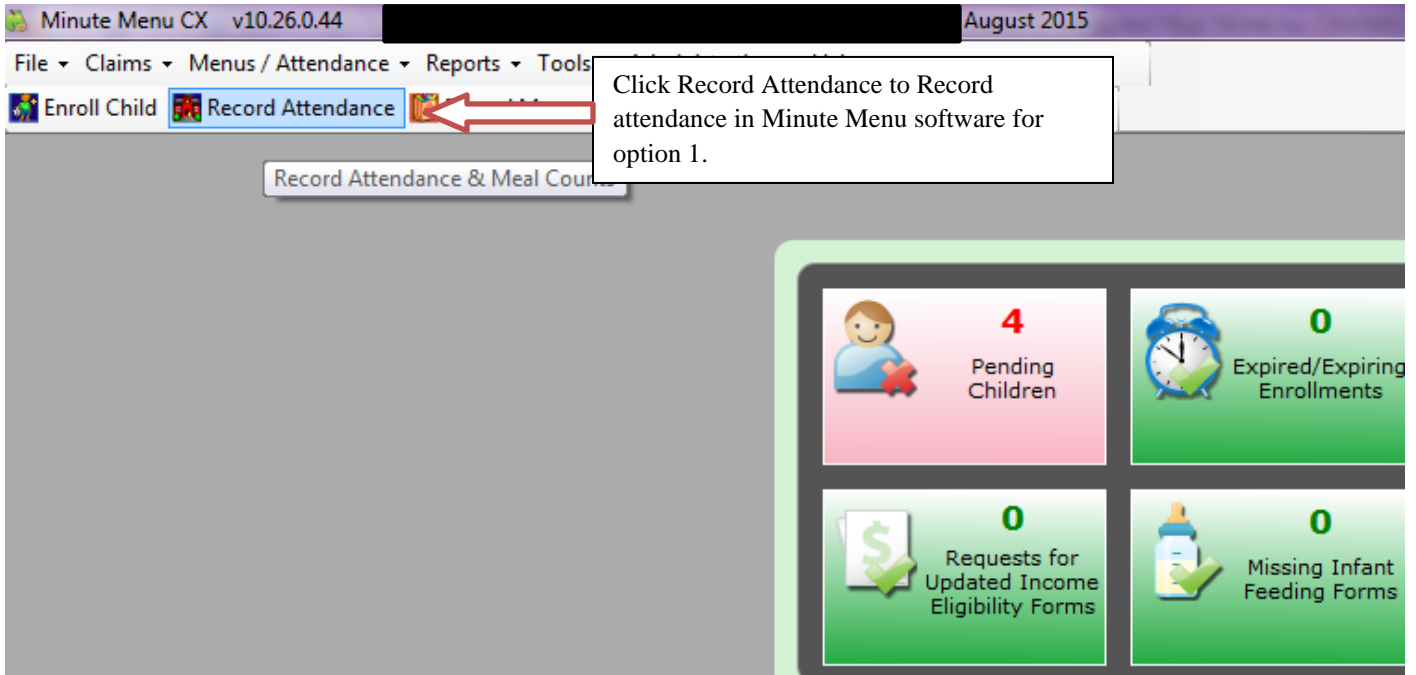 Minute Menu CX v10.26.0.44 August 2015
File Claims Menus / Attendance Reports Tools
Enroll Child Record Attendance
Click Record Attendance to Record
attendance in Minute Menu software for
option 1.
Record Attendance & Meal Counts
4
Pending
Children
0
Expired/Expiring
Enrollments
0
Requests for
Updated Income
Eligibility Forms
0
Missing Infant
Feeding Forms